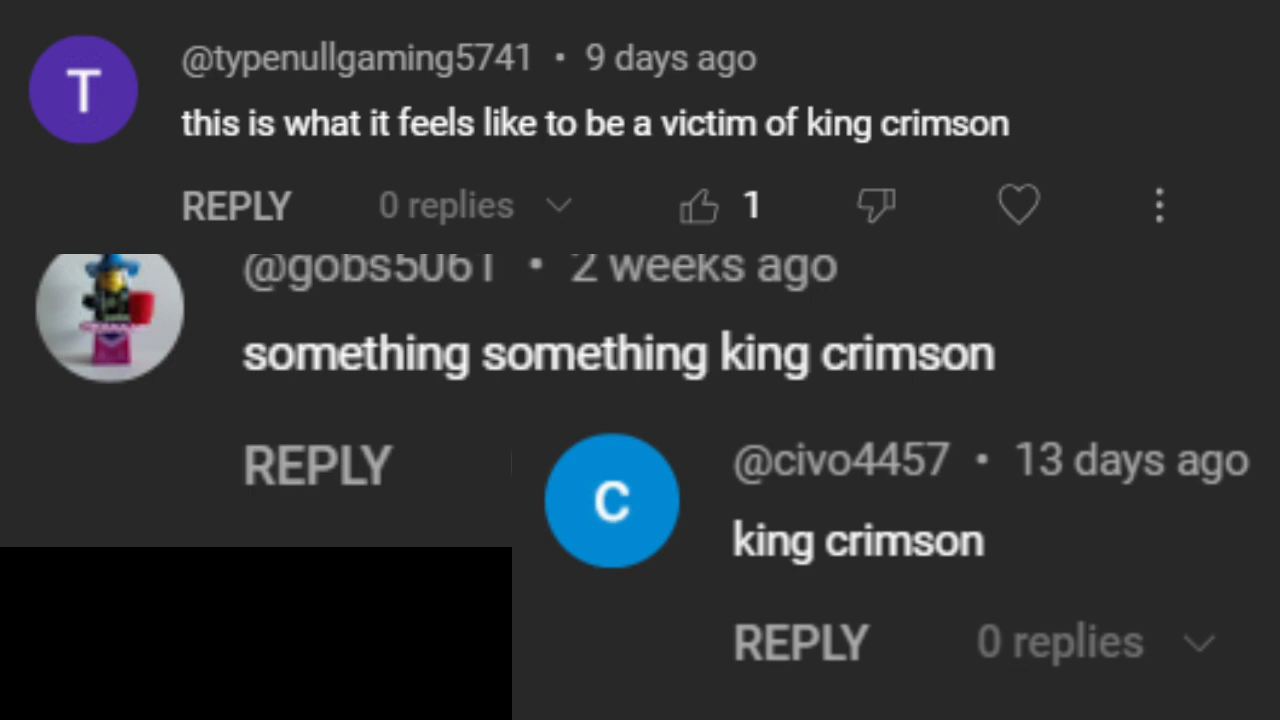 T
@typenullgaming5741 • 9 days ago
this is what it feels like to be a victim of king crimson
REPLY 0 replies 1
@gobs5061 • 2 weeks ago
something something king crimson
REPLY
C
@civo4457 • 13 days ago
king crimson
REPLY 0 replies